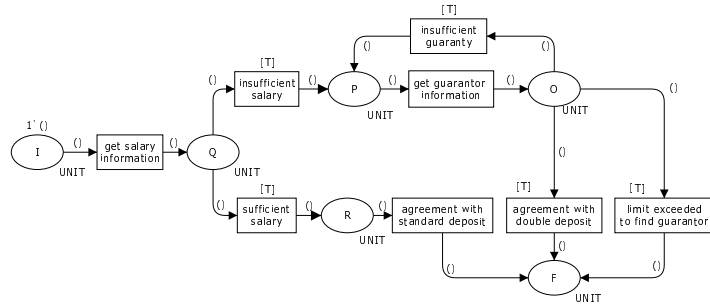 [T]
insufficient
guaranty
()
()
[T]
()
insufficient
salary
()
P
UNIT
()
get guarantor
information
()
O
UNIT
()
1`()
I
UNIT
()
get salary
information
()
Q
UNIT
()
[T]
()
sufficient
salary
()
R
UNIT
()
agreement with
standard deposit
[T]
agreement with
double deposit
[T]
limit exceeded
to find guarantor
()
()
()
F
UNIT